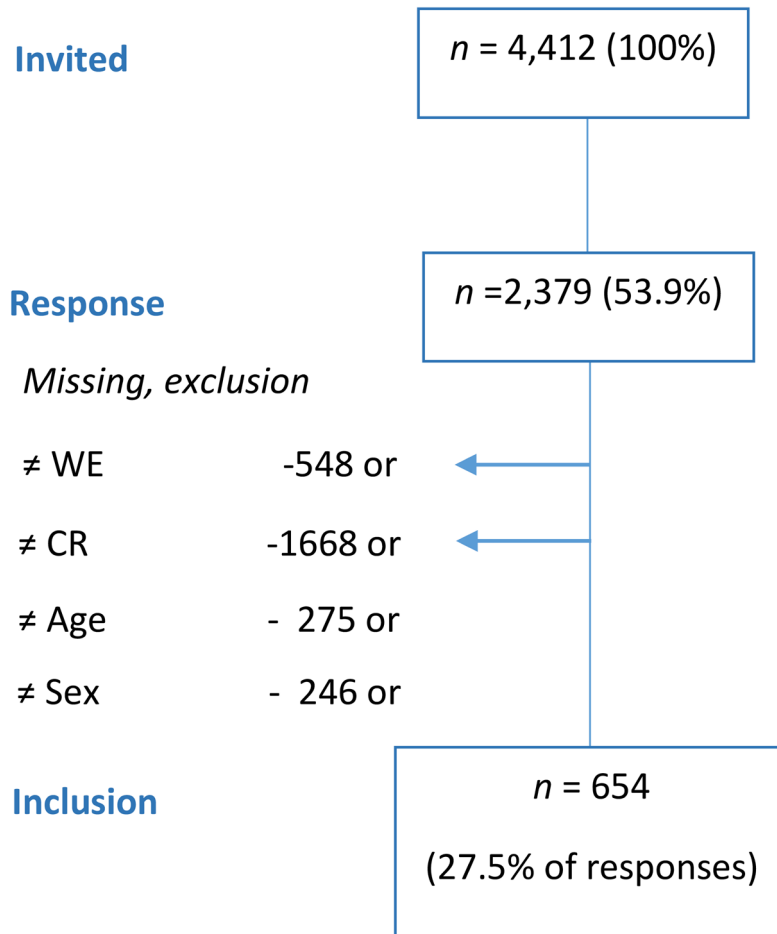 Invited
n = 4,412 (100%)
Response
n =2,379 (53.9%)
Missing, exclusion
≠ WE -548 or
≠ CR -1668 or
≠ Age - 275 or
≠ Sex - 246 or
Inclusion
n = 654
(27.5% of responses)